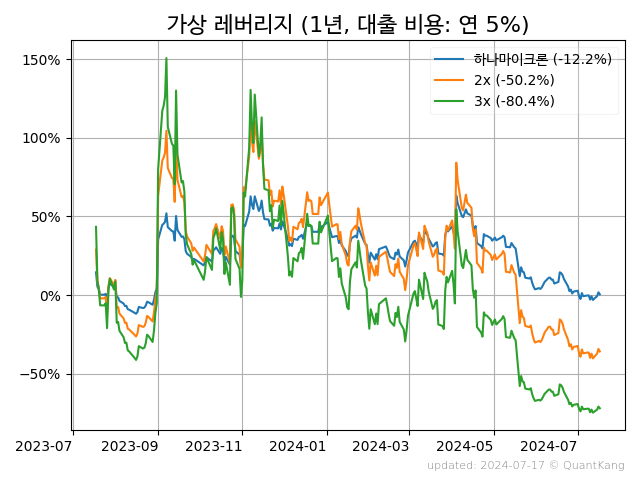 가상 레버리지 (1년, 대출 비용: 연 5%)
하나마이크론 (-12.2%)
2x (-50.2%)
3x (-80.4%)
150%
100%
50%
0%
−50%
2023-07 2023-09 2023-11 2024-01 2024-03 2024-05 2024-07
updated: 2024-07-17 © QuantKang